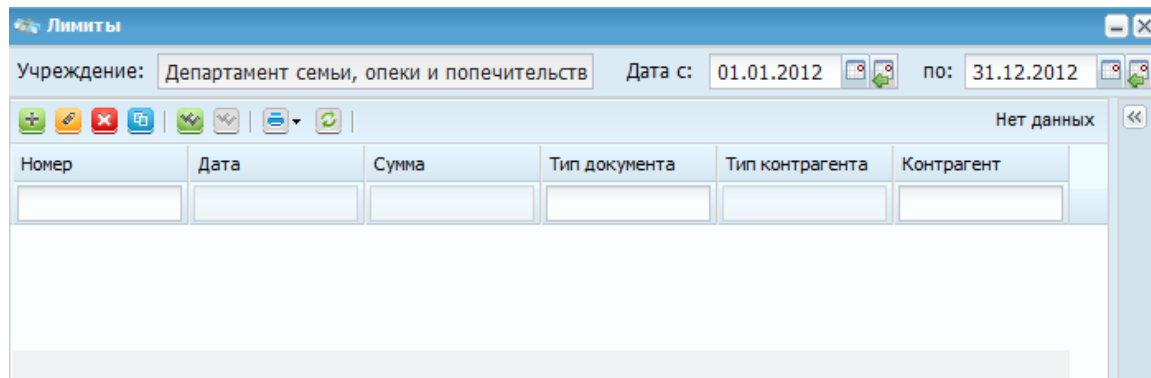 Лимиты
Учреждение: Департамент семьи, опеки и попечительств Дата с: 01.01.2012 по: 31.12.2012
Нет данных
Номер Дата Сумма Тип документа Тип контрагента Контрагент